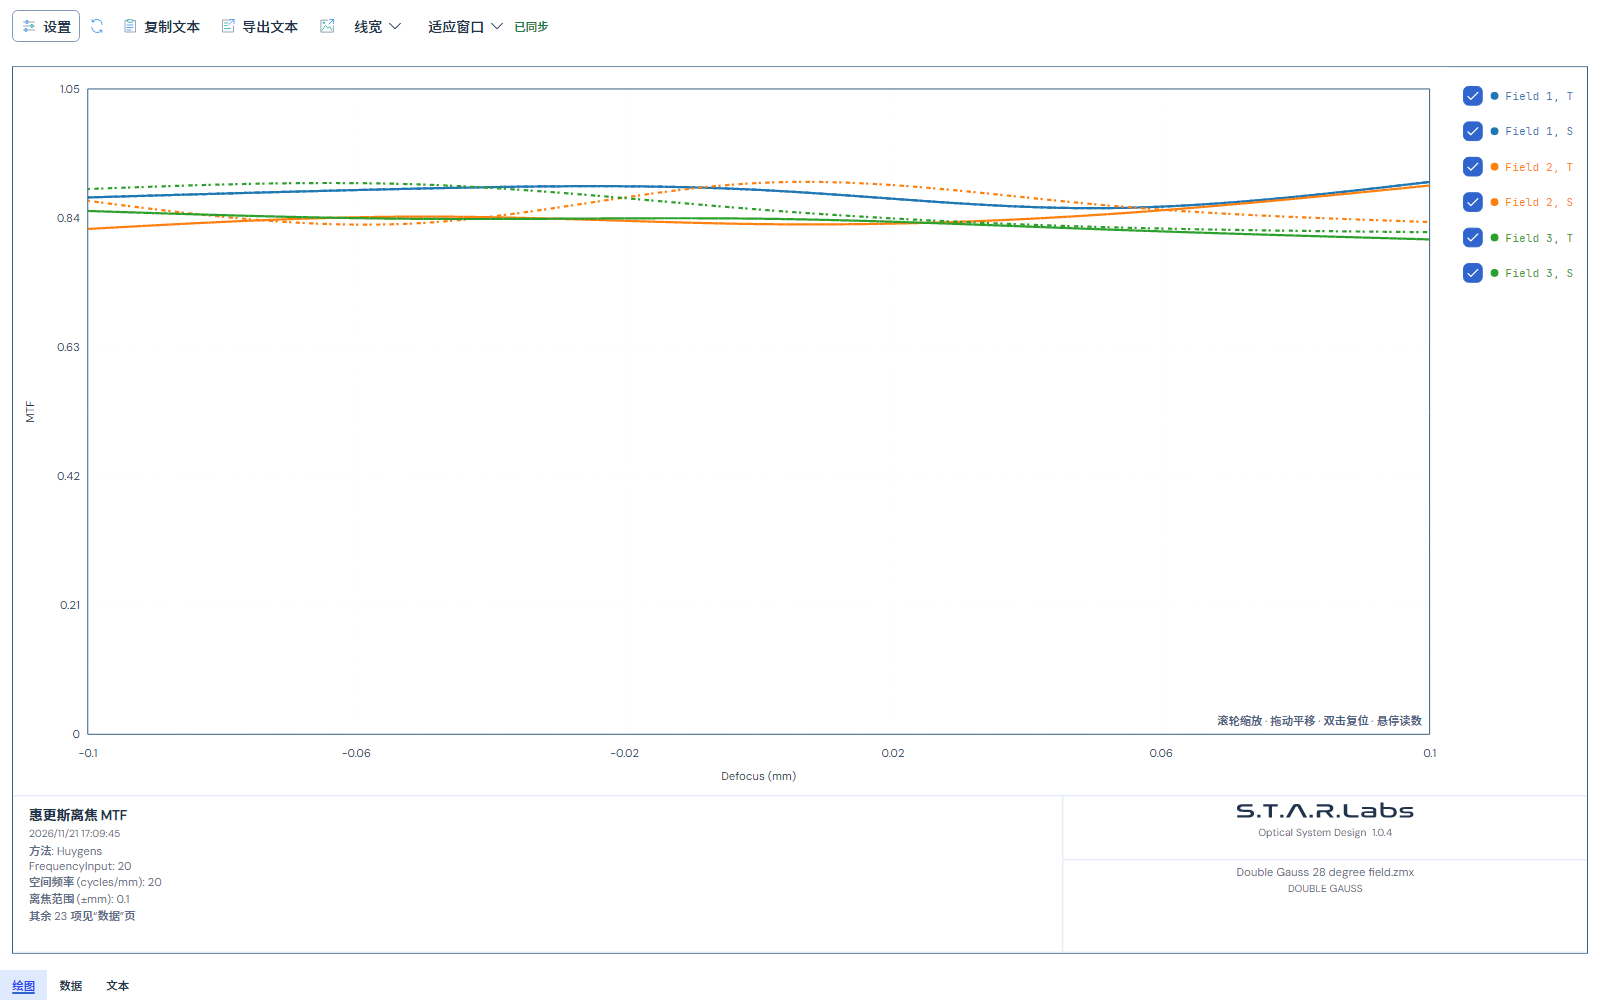 设置
复制文本
导出文本
线宽
适应窗口
已同步
1.05
0.84
0.63
0.42
0.21
0
MTF
−0.1
−0.06
−0.02
0.02
0.06
0.1
Defocus (mm)
滚轮缩放 · 拖动平移 · 双击复位 · 悬停读数
Field 1, T
Field 1, S
Field 2, T
Field 2, S
Field 3, T
Field 3, S
惠更斯离焦 MTF
2026/11/21 17:09:45
方法: Huygens
FrequencyInput: 20
空间频率 (cycles/mm): 20
离焦范围 (±mm): 0.1
其余 23 项见"数据"页
S.T.A.R.Labs
Optical System Design 1.0.4
Double Gauss 28 degree field.zmx
DOUBLE GAUSS
绘图
数据
文本